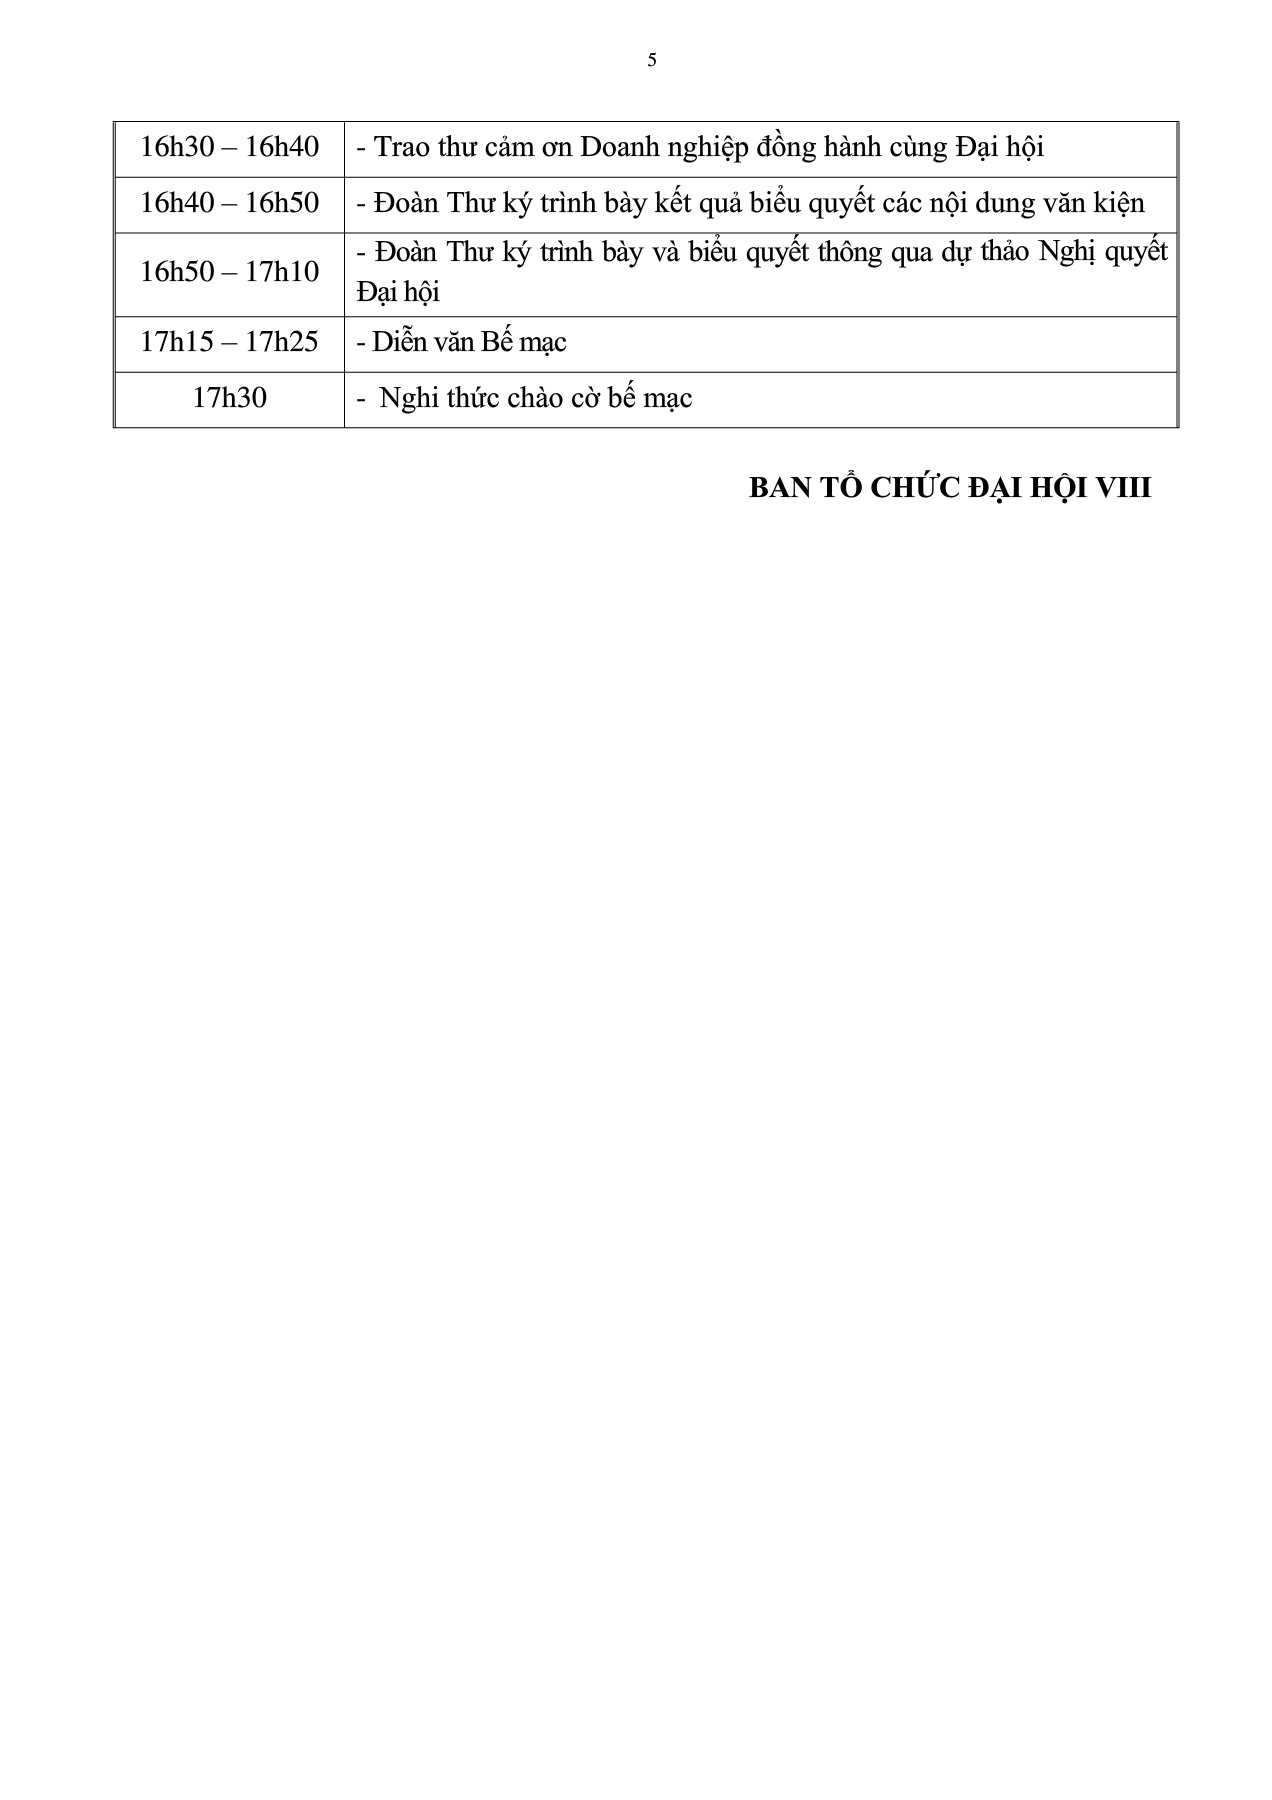 5
16h30 – 16h40 - Trao thư cảm ơn Doanh nghiệp đồng hành cùng Đại hội
16h40 – 16h50 - Đoàn Thư ký trình bày kết quả biểu quyết các nội dung văn kiện
16h50 – 17h10 - Đoàn Thư ký trình bày và biểu quyết thông qua dự thảo Nghị quyết
Đại hội
17h15 – 17h25 - Diễn văn Bế mạc
17h30 - Nghi thức chào cờ bế mạc
BAN TỔ CHỨC ĐẠI HỘI VIII